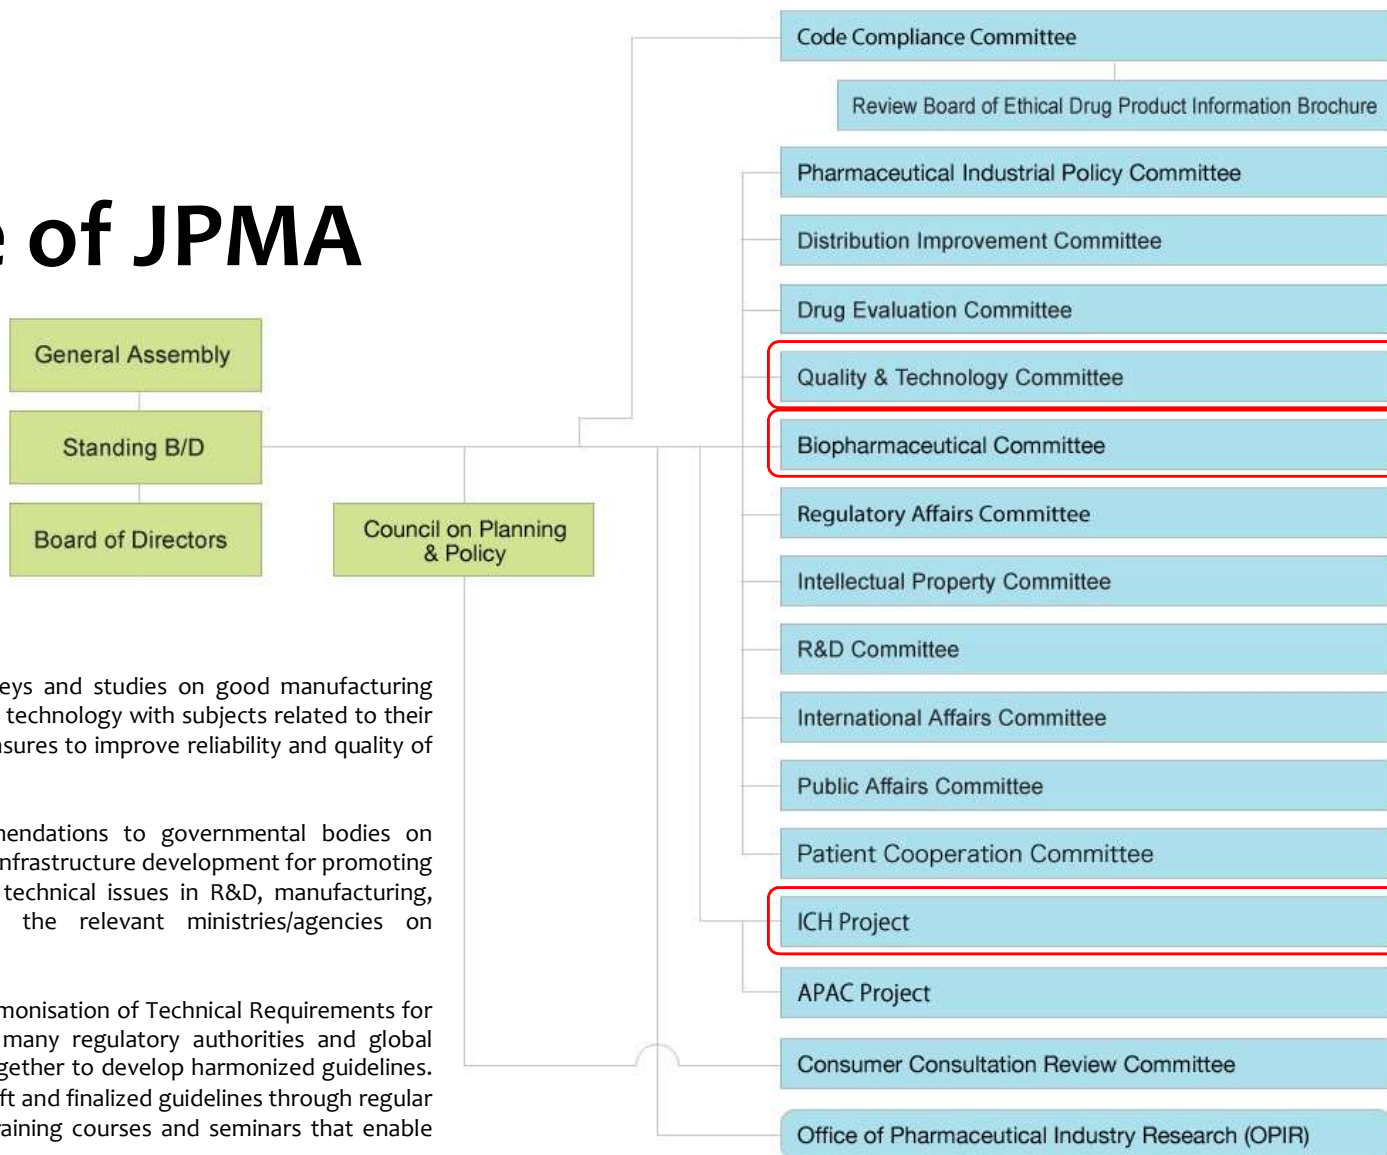 e of JPMA
General Assembly
Standing B/D
Board of Directors
Council on Planning
& Policy
Code Compliance Committee
Review Board of Ethical Drug Product Information Brochure
Pharmaceutical Industrial Policy Committee
Distribution Improvement Committee
Drug Evaluation Committee
Quality & Technology Committee
Biopharmaceutical Committee
Regulatory Affairs Committee
Intellectual Property Committee
R&D Committee
International Affairs Committee
Public Affairs Committee
Patient Cooperation Committee
ICH Project
APAC Project
Consumer Consultation Review Committee
Office of Pharmaceutical Industry Research (OPIR)
eys and studies on good manufacturing
technology with subjects related to their
asures to improve reliability and quality of
nendations to governmental bodies on
infrastructure development for promoting
technical issues in R&D, manufacturing,
the relevant ministries/agencies on
monisation of Technical Requirements for
many regulatory authorities and global
ogether to develop harmonized guidelines.
ft and finalized guidelines through regular
raining courses and seminars that enable